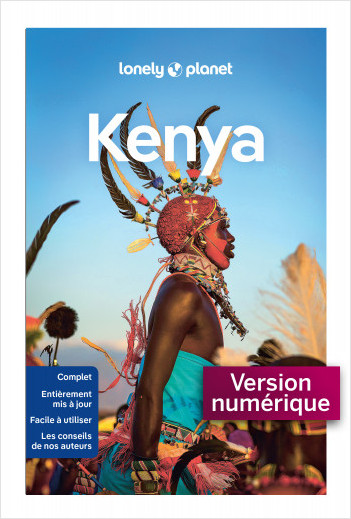 lonely planet
Kenya
Complet
Entièrement
mis à jour
Facile à utiliser
Les conseils
de nos auteurs
Version
numérique